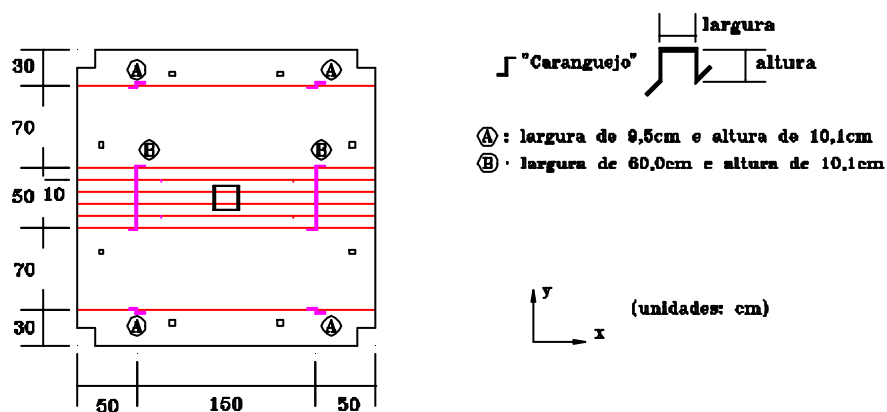 largura
"Caranguejo"
altura
A : largura de 9,5cm e altura de 10,1cm
B : largura de 60,0cm e altura de 10,1cm
30
70
50 10
70
30
A A
B B
A A
y
x
(unidades: cm)
50 150 50